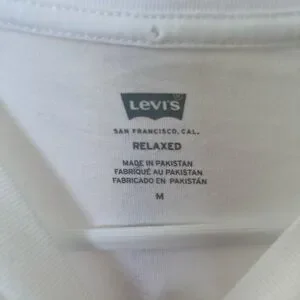 Levi's
SAN FRANCISCO, CAL.
RELAXED
MADE IN PAKISTAN
FABRIQUÉ AU PAKISTAN
FABRICADO EN PAKISTÁN
M